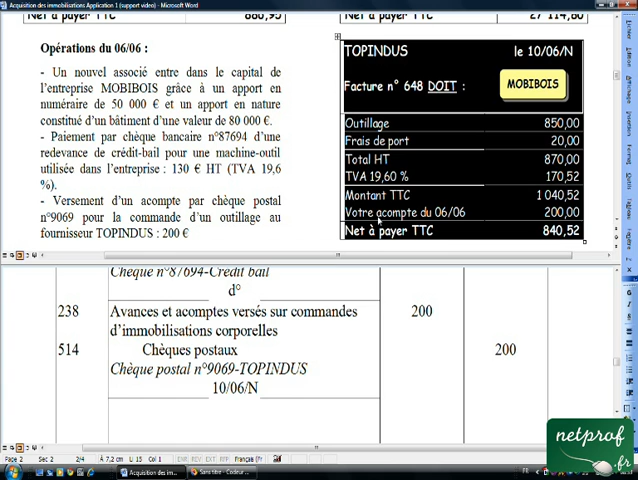 Acquisition des immobilisations Application 1 (support video) - Microsoft Word
Net à payer TTC 880,95
Net à payer TTC 27 114,80
Opérations du 06/06 :
- Un nouvel associé entre dans le capital de
l'entreprise MOBIBOIS grâce à un apport en
numéraire de 50 000 € et un apport en nature
constitué d'un bâtiment d'une valeur de 80 000 €.
- Paiement par chèque bancaire n°87694 d'une
redevance de crédit-bail pour une machine-outil
utilisée dans l'entreprise : 130 € HT (TVA 19,6
%).
- Versement d'un acompte par chèque postal
n°9069 pour la commande d'un outillage au
fournisseur TOPINDUS : 200 €
TOPINDUS le 10/06/N
Facture n° 648 DOIT : MOBIBOIS
Outillage 850,00
Frais de port 20,00
Total HT 870,00
TVA 19,60 % 170,52
Montant TTC 1 040,52
Votre acompte du 06/06 200,00
Net à payer TTC 840,52
Chèque n°87694-Crédit bail
d°
238 Avances et acomptes versés sur commandes 200
d'immobilisations corporelles
514 Chèques postaux 200
Chèque postal n°9069-TOPINDUS
10/06/N
netprof
.fr
Page 2 Sec 2 2/4 À 7,2 cm Li 15 Col 1 ENR REV EXT RFP Français (Fr
Acquisition des im... Sans titre - Codeur ... FR